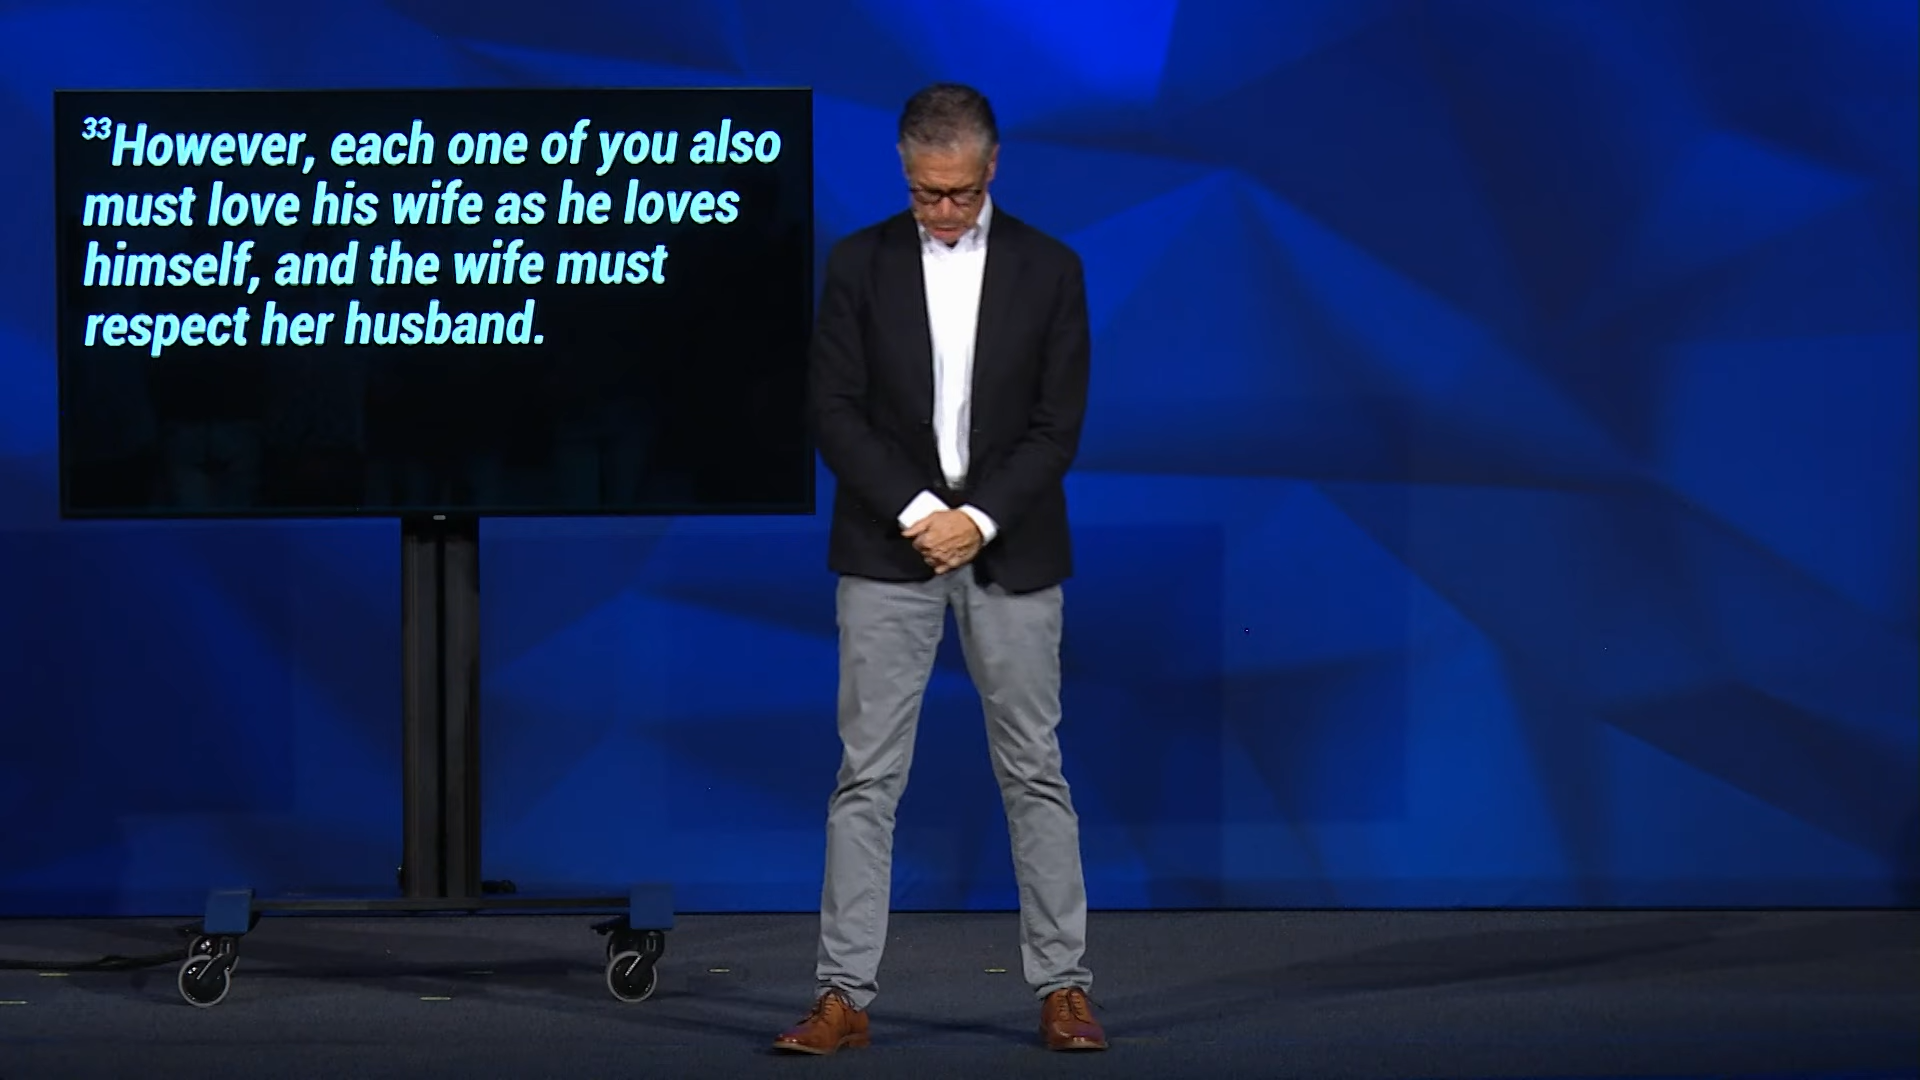 ³³However, each one of you also
must love his wife as he loves
himself, and the wife must
respect her husband.